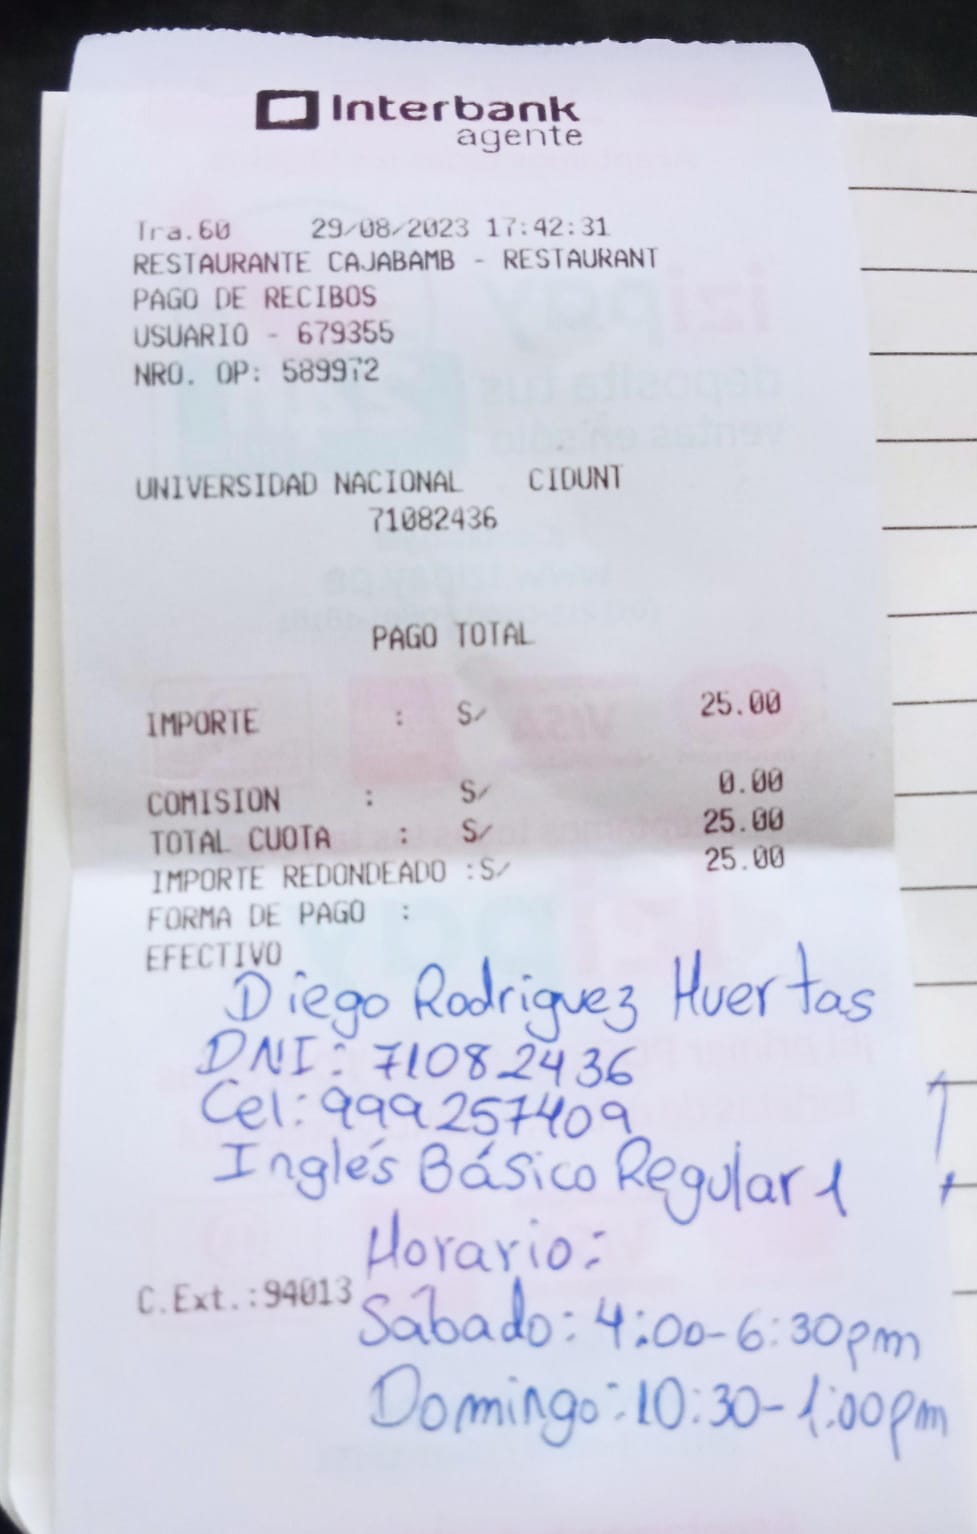 Interbank
agente
Tra.60 29/08/2023 17:42:31
RESTAURANTE CAJABAMB - RESTAURANT
PAGO DE RECIBOS
USUARIO - 679355
NRO. OP: 589972
UNIVERSIDAD NACIONAL CIDUNT
71082436
PAGO TOTAL
IMPORTE : S/ 25.00
COMISION : S/ 0.00
TOTAL CUOTA : S/ 25.00
IMPORTE REDONDEADO :S/ 25.00
FORMA DE PAGO :
EFECTIVO
Diego Rodriguez Huertas
DNI: 71082436
Cel: 999257409
Inglés Básico Regular 1
Horario:
C.Ext.:94013
Sábado: 4:00-6:30pm
Domingo: 10:30-1:00pm